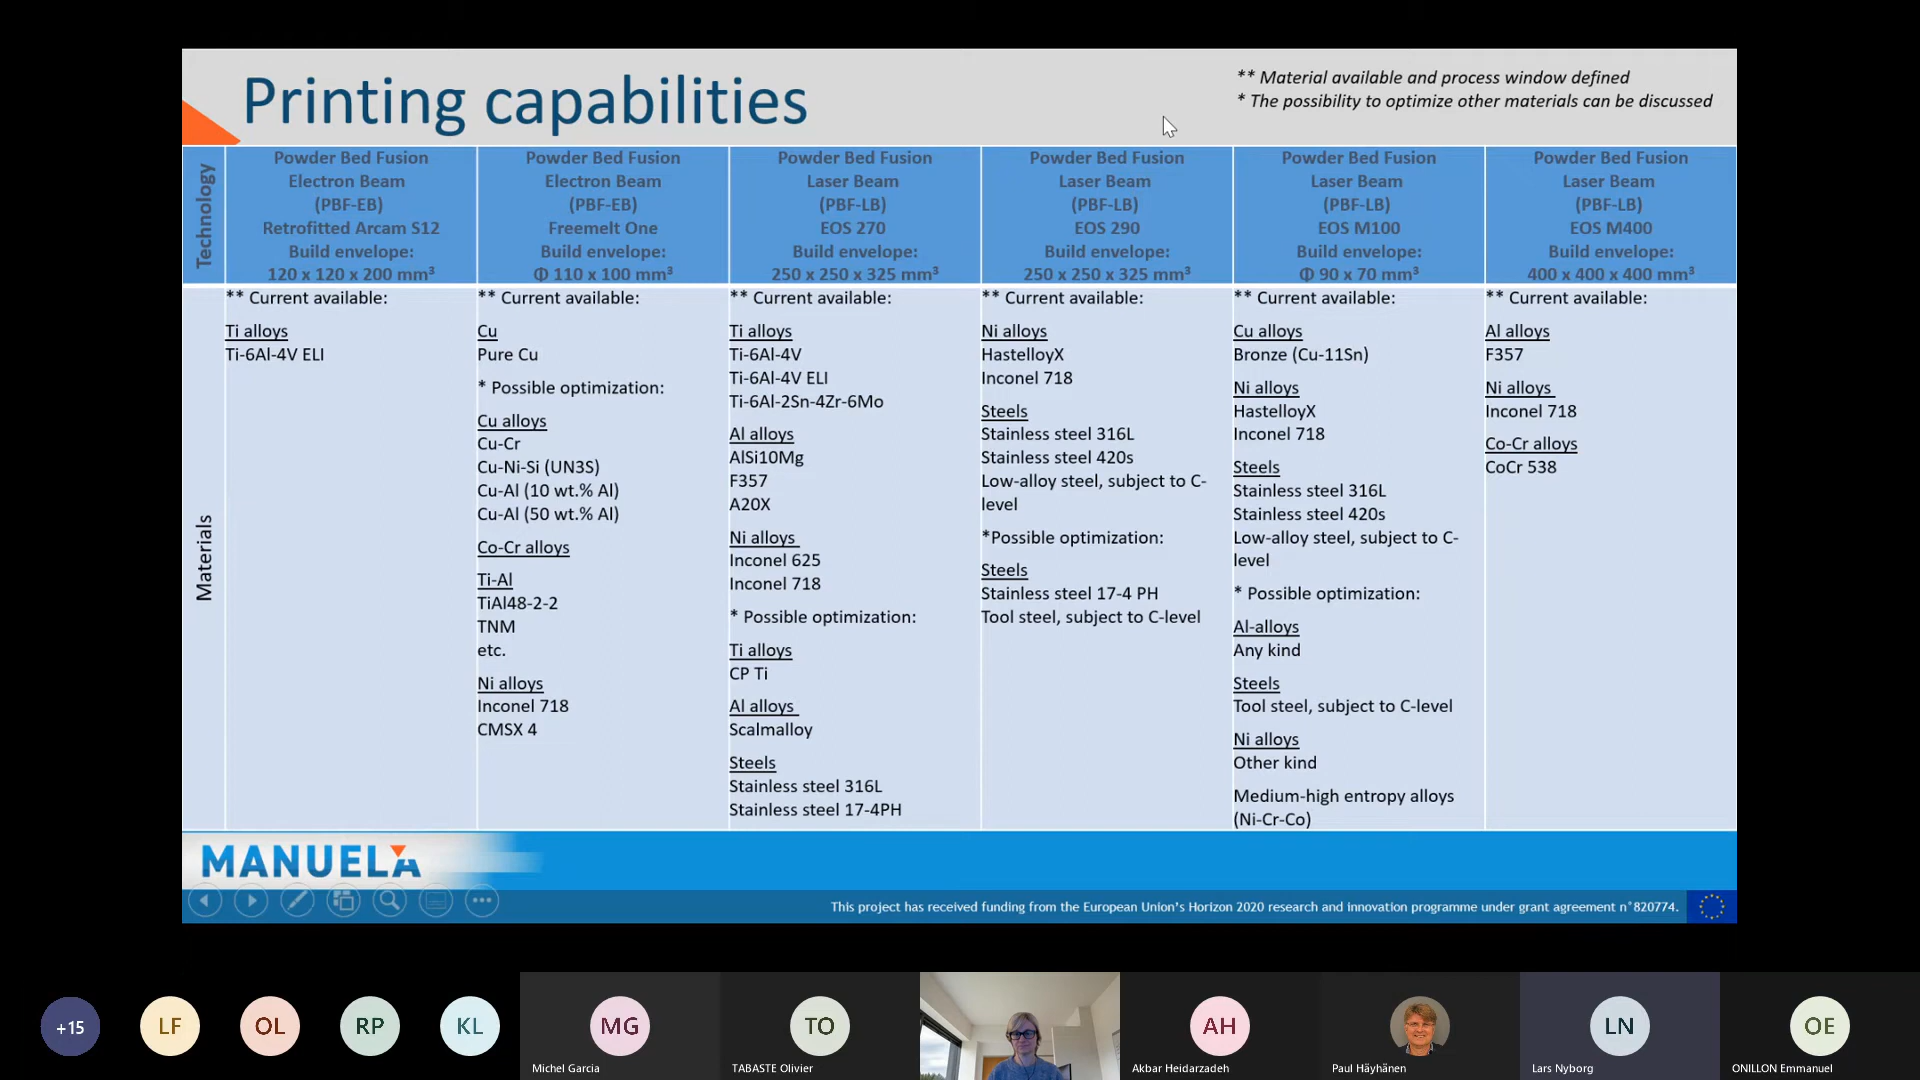 Printing capabilities
** Material available and process window defined
* The possibility to optimize other materials can be discussed
Technology
Powder Bed Fusion
Electron Beam
(PBF-EB)
Retrofitted Arcam S12
Build envelope:
120 x 120 x 200 mm³
Powder Bed Fusion
Electron Beam
(PBF-EB)
Freemelt One
Build envelope:
Φ 110 x 100 mm³
Powder Bed Fusion
Laser Beam
(PBF-LB)
EOS 270
Build envelope:
250 x 250 x 325 mm³
Powder Bed Fusion
Laser Beam
(PBF-LB)
EOS 290
Build envelope:
250 x 250 x 325 mm³
Powder Bed Fusion
Laser Beam
(PBF-LB)
EOS M100
Build envelope:
Φ 90 x 70 mm³
Powder Bed Fusion
Laser Beam
(PBF-LB)
EOS M400
Build envelope:
400 x 400 x 400 mm³
Materials
** Current available:
Ti alloys
Ti-6Al-4V ELI
** Current available:
Cu
Pure Cu
* Possible optimization:
Cu alloys
Cu-Cr
Cu-Ni-Si (UN3S)
Cu-Al (10 wt.% Al)
Cu-Al (50 wt.% Al)
Co-Cr alloys
Ti-Al
TiAl48-2-2
TNM
etc.
Ni alloys
Inconel 718
CMSX 4
** Current available:
Ti alloys
Ti-6Al-4V
Ti-6Al-4V ELI
Ti-6Al-2Sn-4Zr-6Mo
Al alloys
AlSi10Mg
F357
A20X
Ni alloys
Inconel 625
Inconel 718
* Possible optimization:
Ti alloys
CP Ti
Al alloys
Scalmalloy
Steels
Stainless steel 316L
Stainless steel 17-4PH
** Current available:
Ni alloys
HastelloyX
Inconel 718
Steels
Stainless steel 316L
Stainless steel 420s
Low-alloy steel, subject to C-
level
*Possible optimization:
Steels
Stainless steel 17-4 PH
Tool steel, subject to C-level
** Current available:
Cu alloys
Bronze (Cu-11Sn)
Ni alloys
HastelloyX
Inconel 718
Steels
Stainless steel 316L
Stainless steel 420s
Low-alloy steel, subject to C-
level
* Possible optimization:
Al-alloys
Any kind
Steels
Tool steel, subject to C-level
Ni alloys
Other kind
Medium-high entropy alloys
(Ni-Cr-Co)
** Current available:
Al alloys
F357
Ni alloys
Inconel 718
Co-Cr alloys
CoCr 538
MANUELA
This project has received funding from the European Union's Horizon 2020 research and innovation programme under grant agreement n°820774.
+15
LF
OL
RP
KL
MG
Michel Garcia
TO
TABASTE Olivier
AH
Akbar Heidarzadeh
Paul Häyhänen
LN
Lars Nyborg
OE
ONILLON Emmanuel